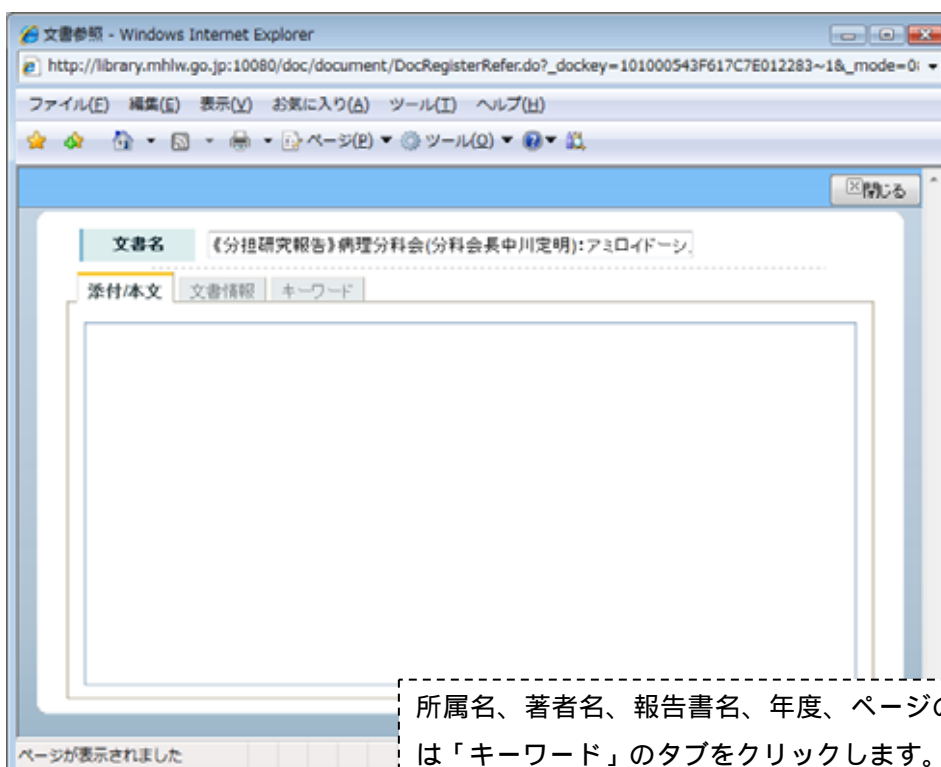 文書参照 - Windows Internet Explorer
http://library.mhlw.go.jp:10080/doc/document/DocRegisterRefer.do?_dockey=101000543F617C7E012283~1&_mode=0
ファイル(F) 編集(E) 表示(V) お気に入り(A) ツール(T) ヘルプ(H)
ページ(P) ツール(O)
閉じる
文書名 《分担研究報告》病理分科会(分科会長中川定明):アミロイドーシ
添付/本文 文書情報 キーワード
所属名、著者名、報告書名、年度、ページの
は「キーワード」のタブをクリックします。
ページが表示されました